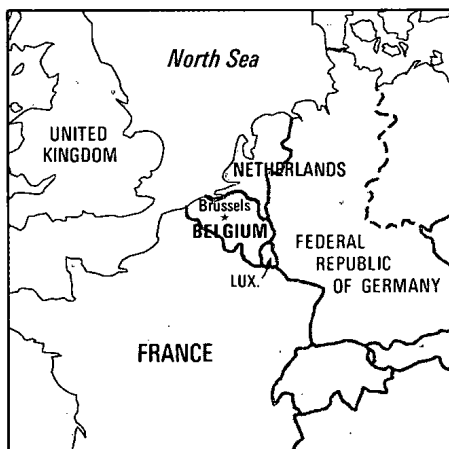 North Sea
UNITED
KINGDOM
NETHERLANDS
Brussels
BELGIUM
FEDERAL
REPUBLIC
OF GERMANY
LUX.
FRANCE